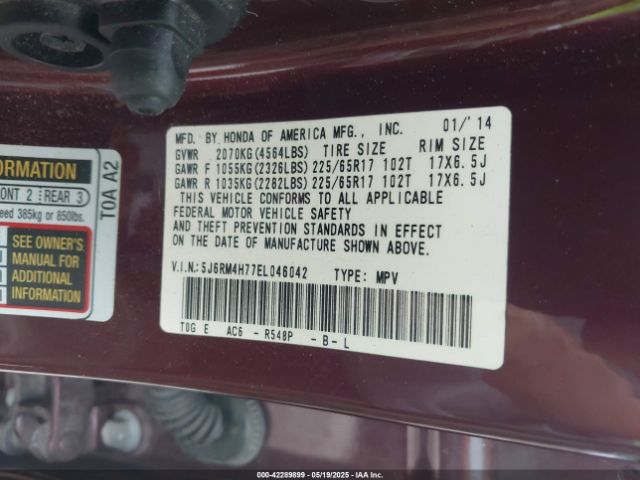 MFD. BY HONDA OF AMERICA MFG., INC. 01/'14
GVWR 2070KG(4564LBS) TIRE SIZE RIM SIZE
GAWR F 1055KG(2326LBS) 225/65R17 102T 17X6.5J
GAWR R 1035KG(2282LBS) 225/65R17 102T 17X6.5J
THIS VEHICLE CONFORMS TO ALL APPLICABLE
FEDERAL MOTOR VEHICLE SAFETY
AND THEFT PREVENTION STANDARDS IN EFFECT
ON THE DATE OF MANUFACTURE SHOWN ABOVE.
V.I.N.:5J6RM4H77EL046042 TYPE: MPV
TOG E AC6 - R548P - B - L
ORMATION
ONT 2 REAR 3
eed 385kg or 850lbs.
SEE OWNER'S
MANUAL FOR
ADDITIONAL
INFORMATION
T0A A2
000-42289899 - 05/19/2025 - IAA Inc.